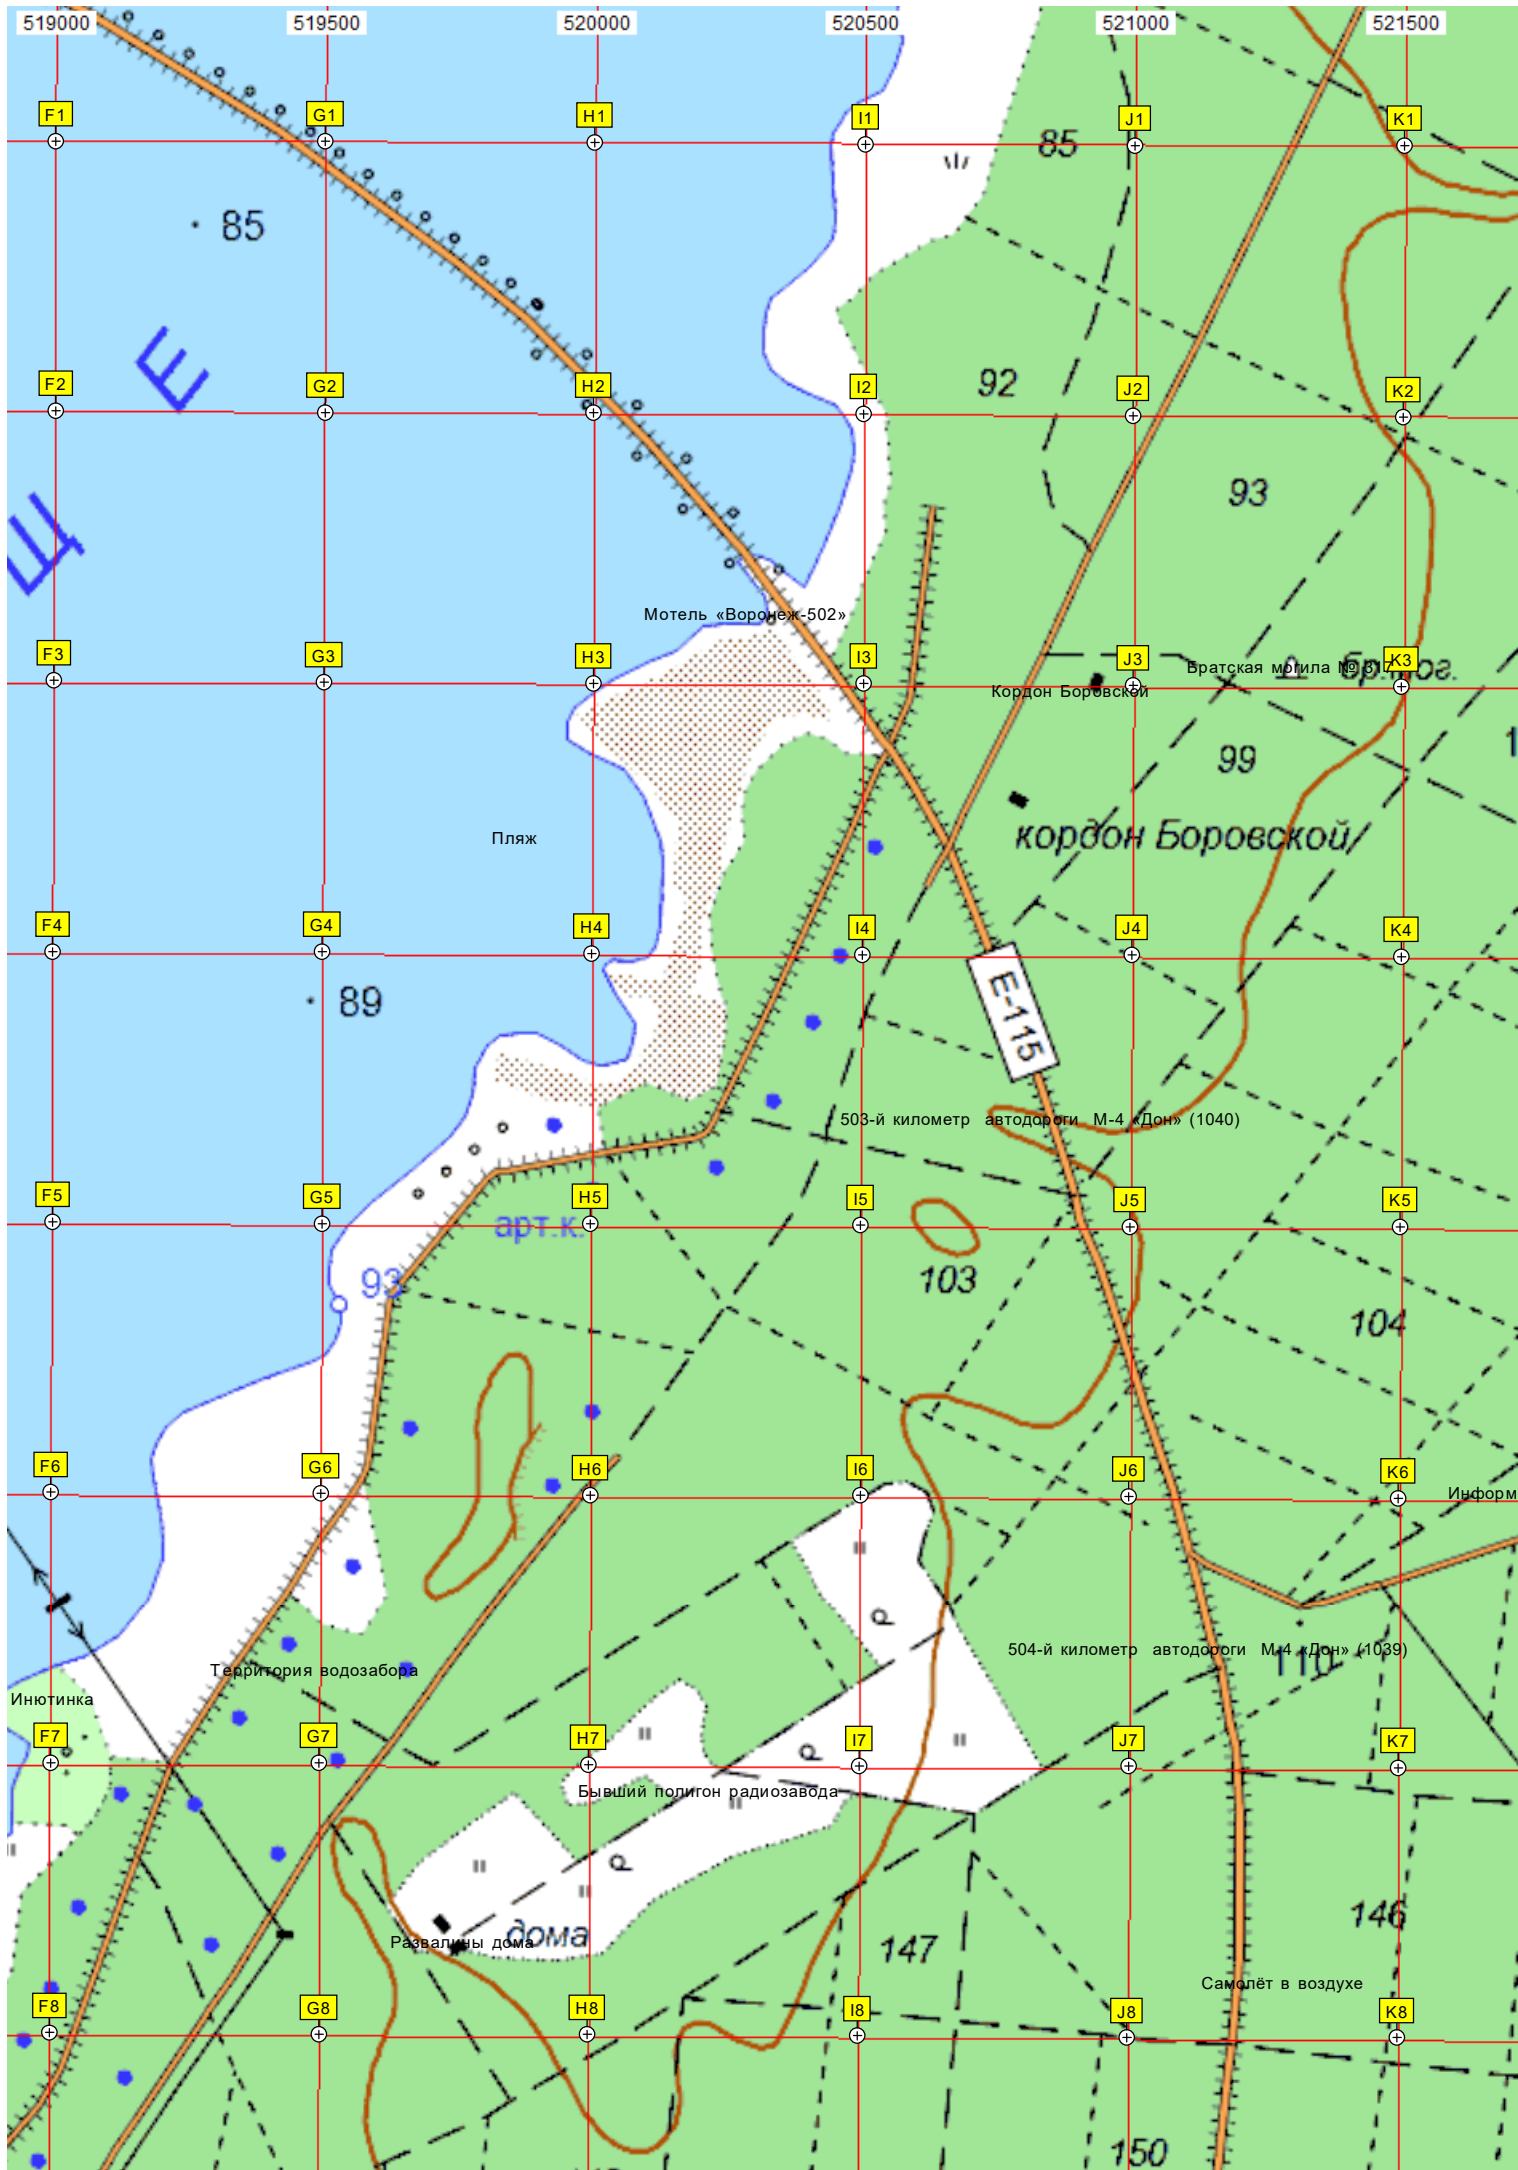 519000 519500 520000 520500 521000 521500
F1 G1 H1 I1 J1 K1
85
85
Е
F2 G2 H2 I2 J2 K2
92
93
Щ
Мотель «Воронеж-502»
F3 G3 H3 I3 J3 K3
Братская могила № 317
бр.мог.
Кордон Боровской
99
1
Пляж
кордон Боровской
F4 G4 H4 I4 J4 K4
89
E-115
503-й километр автодороги М-4 «Дон» (1040)
F5 G5 H5 I5 J5 K5
арт.к.
93
103
104
F6 G6 H6 I6 J6 K6
Информ
р
504-й километр автодороги М-4 «Дон» (1039)
110
Территория водозабора
Инютинка
F7 G7 H7 I7 J7 K7
р
Бывший полигон радиозавода
р
146
дома
Развалины дома
147
Самолёт в воздухе
F8 G8 H8 I8 J8 K8
150